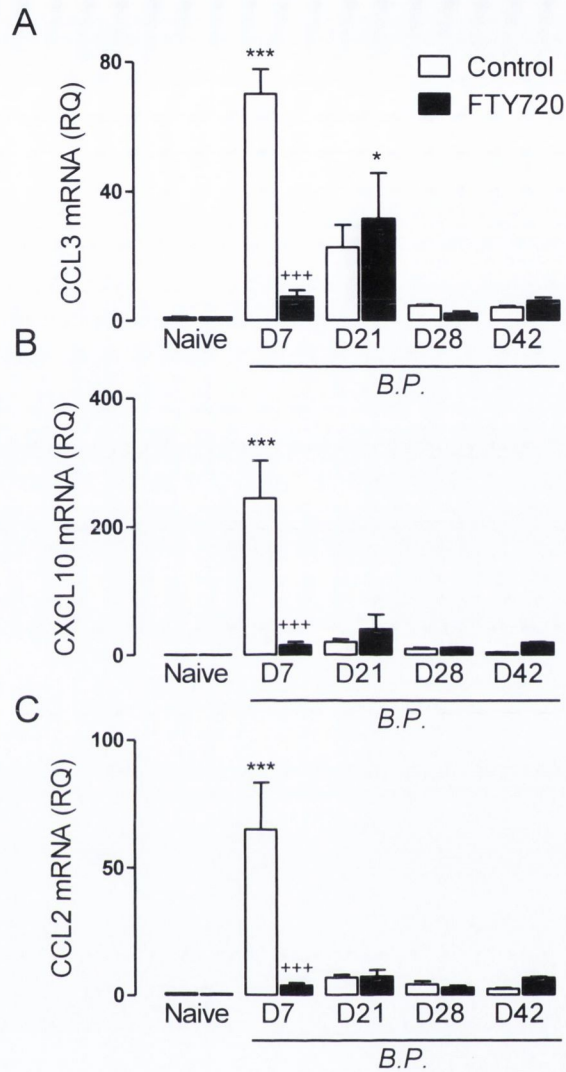 A
80
40
0
CCL3 mRNA (RQ)
***
+++
*
Control
FTY720
Naive D7 D21 D28 D42
B.P.
B
400
200
0
CXCL10 mRNA (RQ)
***
+++
Naive D7 D21 D28 D42
B.P.
C
100
50
0
CCL2 mRNA (RQ)
***
+++
Naive D7 D21 D28 D42
B.P.